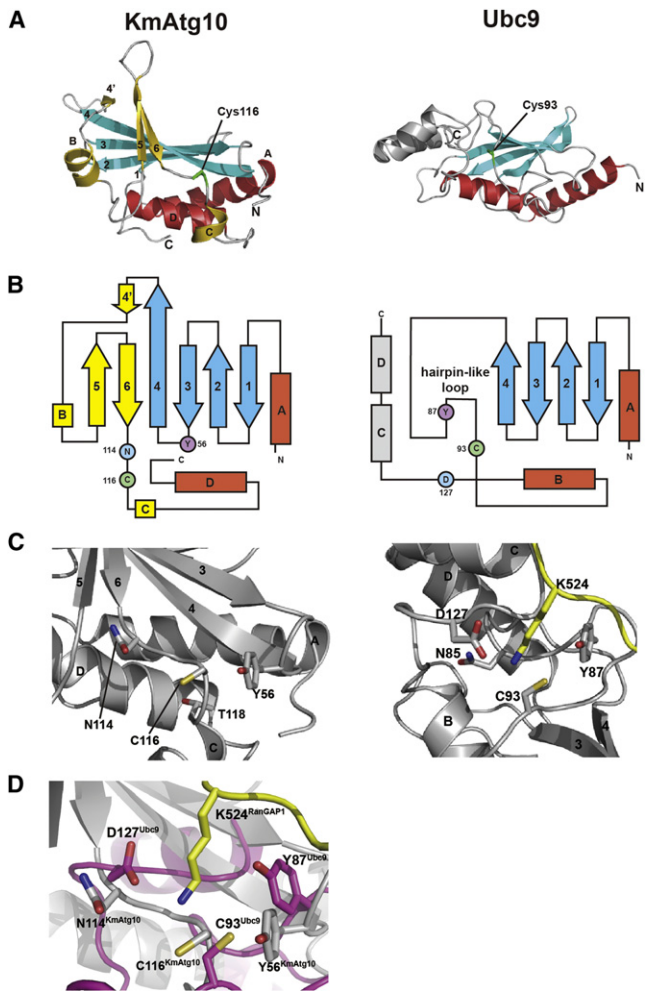 A
KmAtg10
Ubc9
4'
Cys116
4
B
3
2
5
6
1
A
D
C
N
C
Cys93
C
N
B
4'
5
6
4
3
2
1
A
B
N
114
Y
56
C
116
C
C
D
N
C
D
C
hairpin-like
loop
87
Y
93
C
4
3
2
1
A
N
D
127
B
C
5
6
3
4
A
D
N114
C116
Y56
T118
C
C
K524
D
D127
N85
Y87
C93
B
4
3
D
K524RanGAP1
D127Ubc9
Y87Ubc9
N114KmAtg10
C93Ubc9
C116KmAtg10
Y56KmAtg10